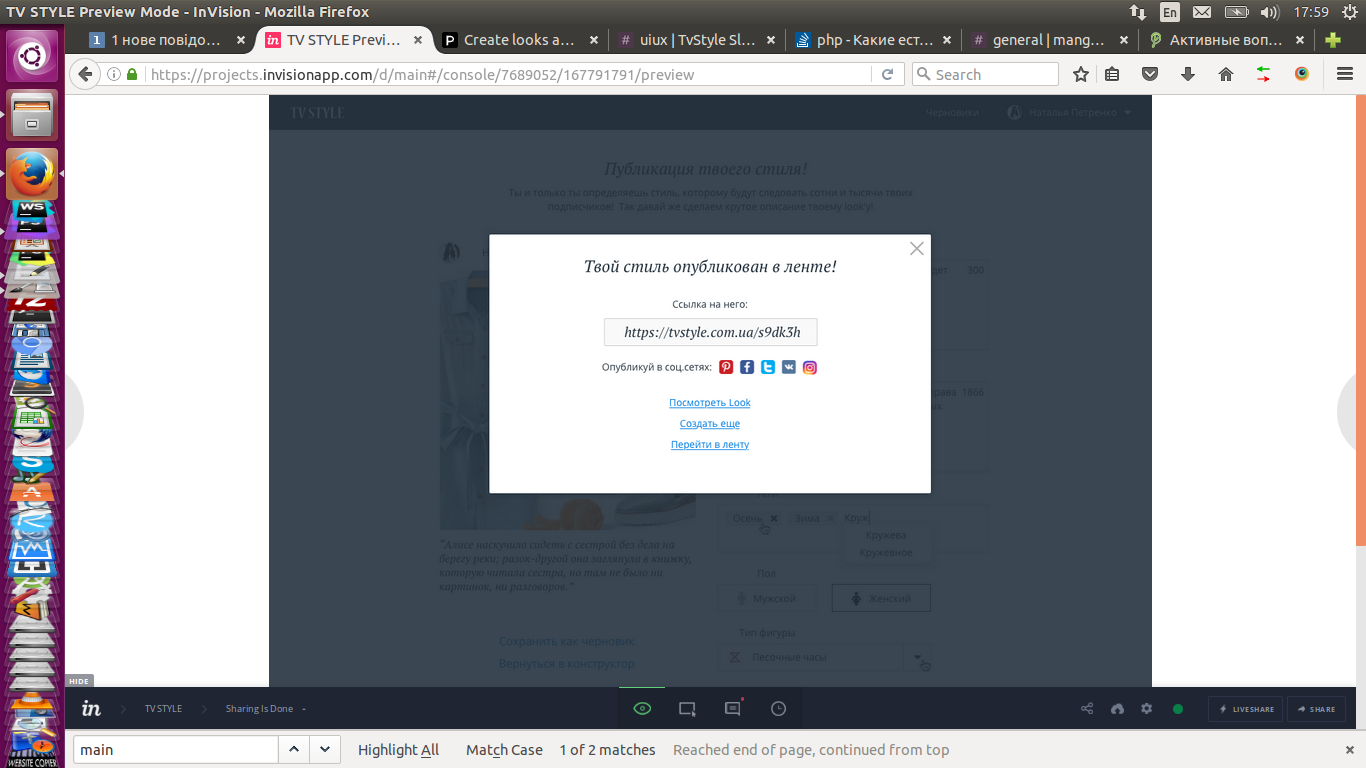 TV STYLE Preview Mode - InVision - Mozilla Firefox
En
17:59
1 нове повідо...
TV STYLE Previ...
Create looks a...
uiux | TvStyle Sl...
php - Какие ест...
general | mang...
Активные воп...
https://projects.invisionapp.com/d/main#/console/7689052/167791791/preview
Search
TV STYLE
Черновики
Наталья Петренко
Публикация твоего стиля!
Ты и только ты определяешь стиль, которому будут следовать сотни и тысячи твоих
подписчиков! Так давай же сделаем крутое описание твоему look'у!
Твой стиль опубликован в ленте!
Ссылка на него:
https://tvstyle.com.ua/s9dk3h
Опубликуй в соц.сетях:
Посмотреть Look
Создать еще
Перейти в ленту
300
1666
Осень
Зима
Круж
Кружева
Кружевное
"Алисе наскучило сидеть с сестрой без дела на
берегу реки; разок-другой она заглянула в книжку,
которую читала сестра, но там не было ни
картинок, ни разговоров."
Пол
Мужской
Женский
Тип фигуры
Песочные часы
Сохранить как черновик
Вернуться в конструктор
HIDE
in
TV STYLE
Sharing Is Done
LIVESHARE
SHARE
main
Highlight All
Match Case
1 of 2 matches
Reached end of page, continued from top
WEBSITE COPIER